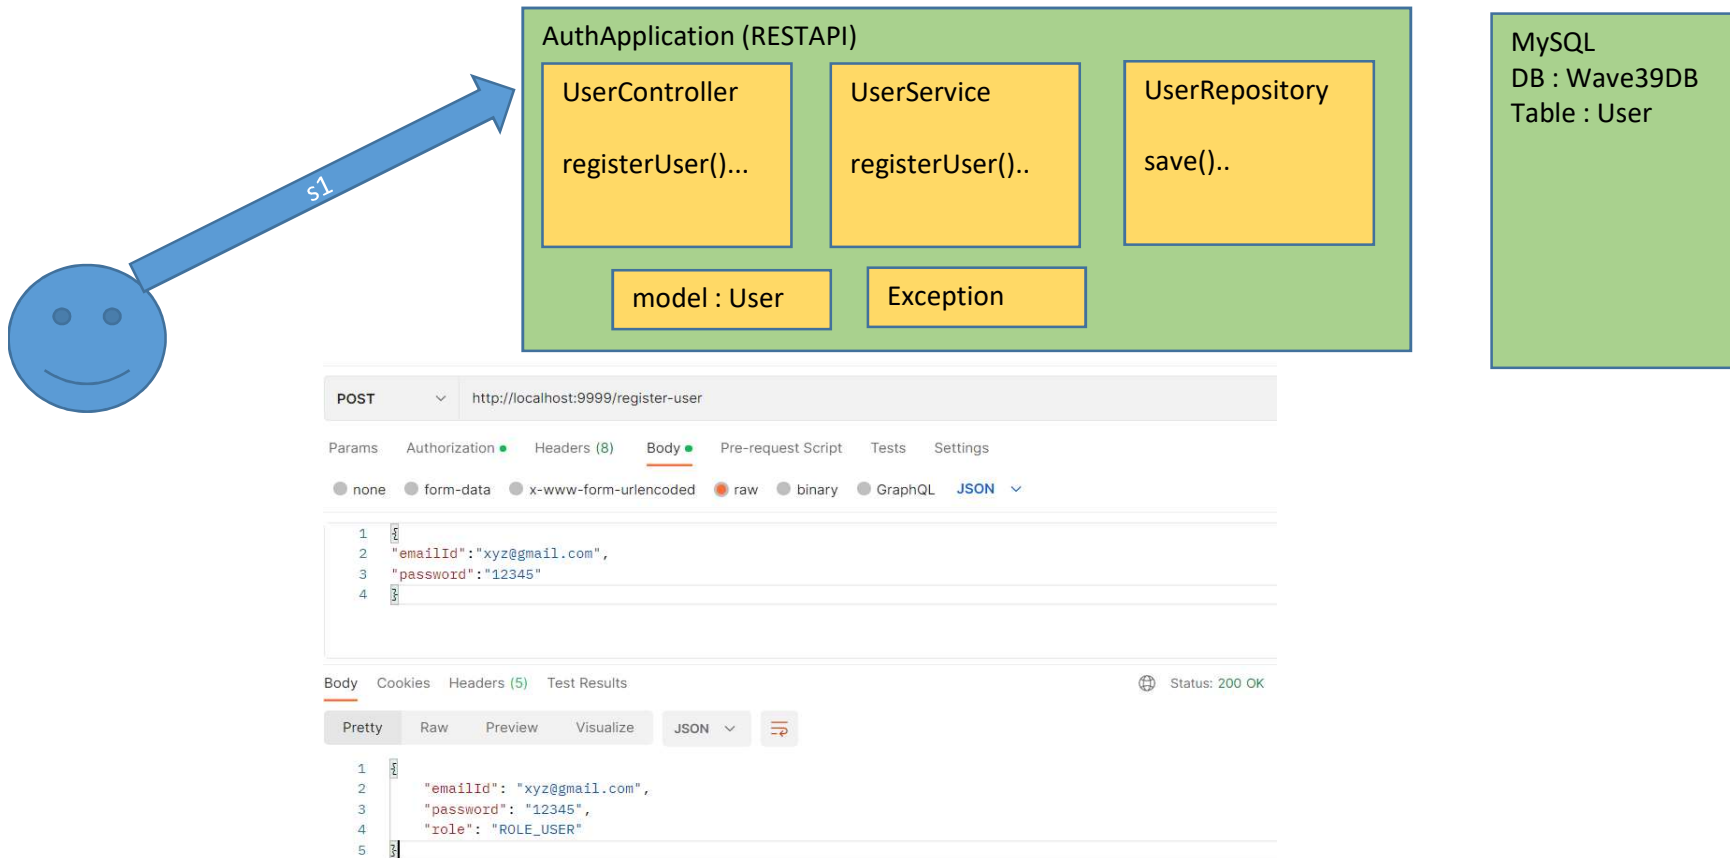 AuthApplication (RESTAPI)
UserController
registerUser()...
UserService
registerUser()..
UserRepository
save()..
model : User
Exception
MySQL
DB : Wave39DB
Table : User
s1
POST
http://localhost:9999/register-user
Params Authorization Headers (8) Body Pre-request Script Tests Settings
none form-data x-www-form-urlencoded raw binary GraphQL JSON
1 {
2 "emailId":"xyz@gmail.com",
3 "password":"12345"
4 }
Body Cookies Headers (5) Test Results Status: 200 OK
Pretty Raw Preview Visualize JSON
1 {
2 "emailId": "xyz@gmail.com",
3 "password": "12345",
4 "role": "ROLE_USER"
5 }